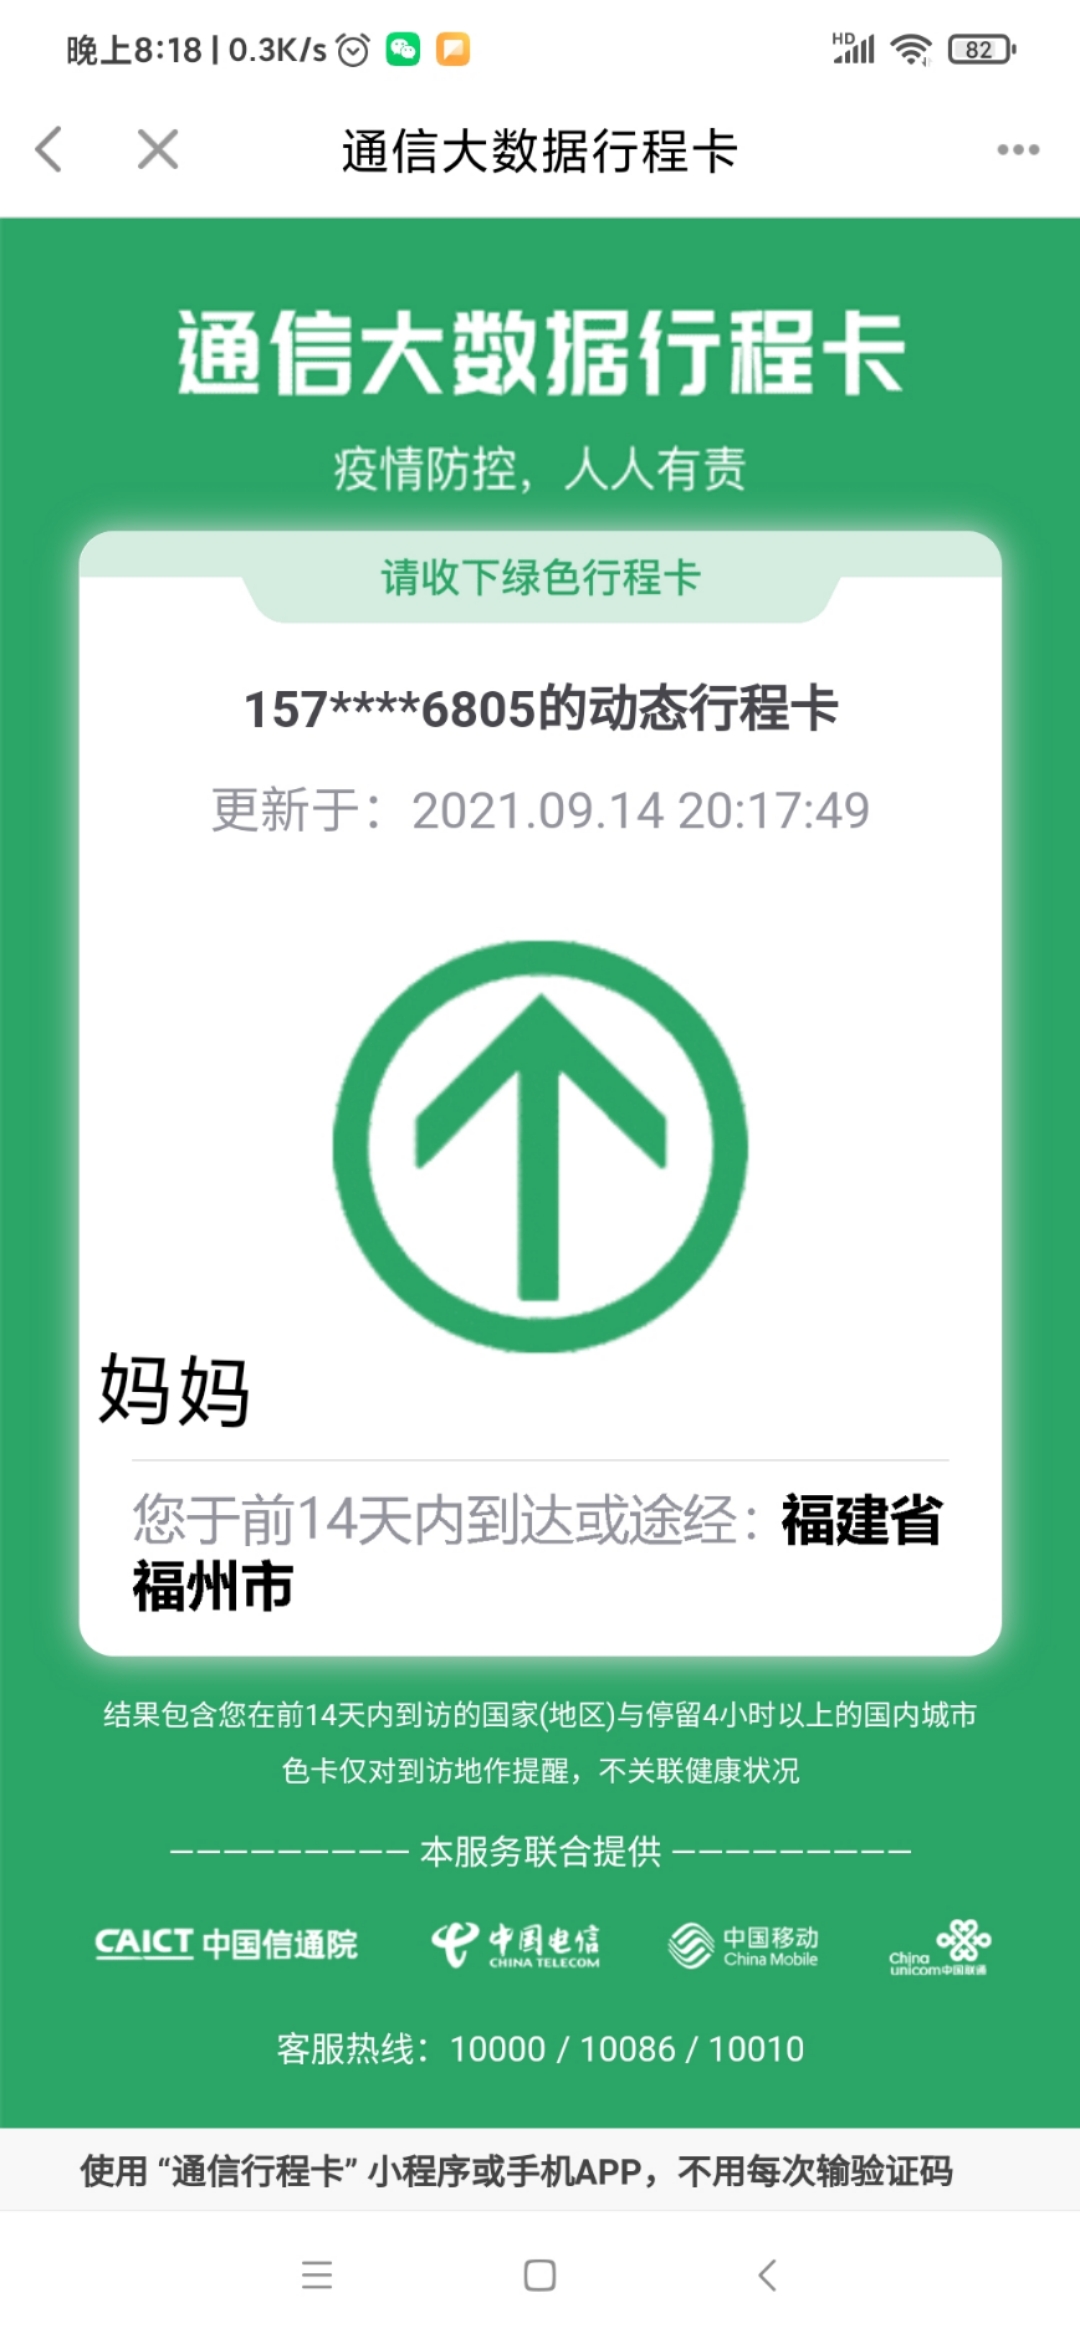 晚上8:18 | 0.3K/s
HD
82
通信大数据行程卡
通信大数据行程卡
疫情防控，人人有责
请收下绿色行程卡
157****6805的动态行程卡
更新于：2021.09.14 20:17:49
妈妈
您于前14天内到达或途经：福建省
福州市
结果包含您在前14天内到访的国家(地区)与停留4小时以上的国内城市
色卡仅对到访地作提醒，不关联健康状况
————————— 本服务联合提供 —————————
CAICT 中国信通院
中国电信
CHINA TELECOM
中国移动
China Mobile
China
unicom中国联通
客服热线：10000 / 10086 / 10010
使用 “通信行程卡” 小程序或手机APP，不用每次输验证码